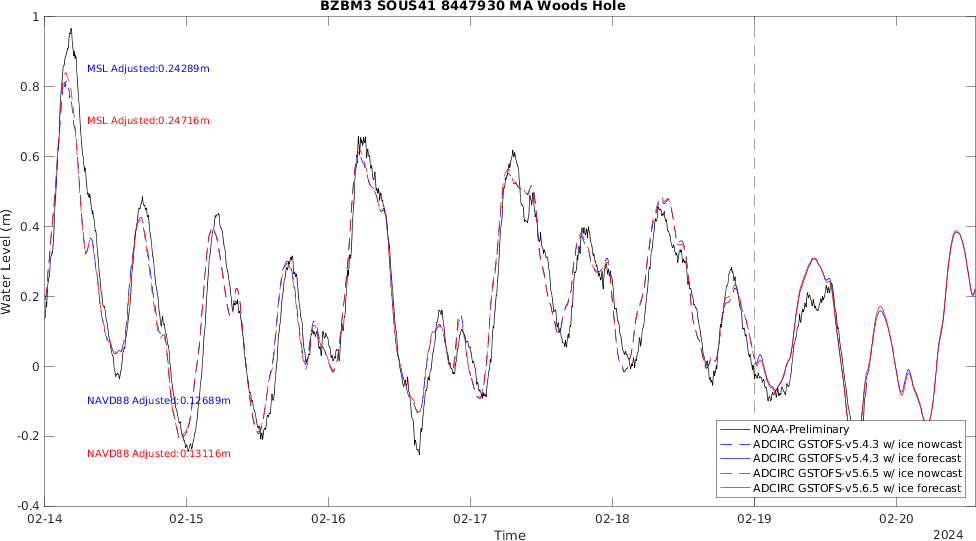 BZBM3 SOUS41 8447930 MA Woods Hole
1
0.8
0.6
0.4
0.2
0
-0.2
-0.4
Water Level (m)
MSL Adjusted:0.24289m
MSL Adjusted:0.24716m
NAVD88 Adjusted:0.12689m
NAVD88 Adjusted:0.13116m
NOAA-Preliminary
ADCIRC GSTOFS-v5.4.3 w/ ice nowcast
ADCIRC GSTOFS-v5.4.3 w/ ice forecast
ADCIRC GSTOFS-v5.6.5 w/ ice nowcast
ADCIRC GSTOFS-v5.6.5 w/ ice forecast
02-14 02-15 02-16 02-17 02-18 02-19 02-20
Time
2024